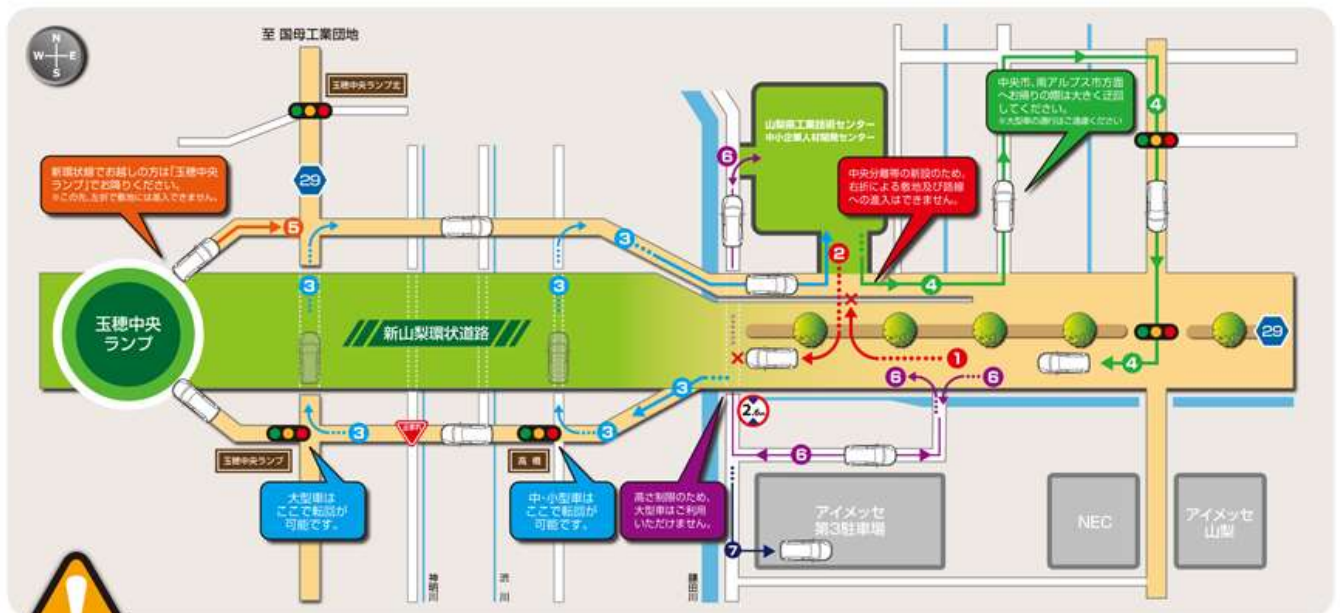 N
W E
S
至 国母工業団地
玉穂中央ランプ北
29
新環状線でお越しの方は「玉穂中央
ランプ」でお降りください。
※この先、左折で敷地には進入できません。
山梨県工業技術センター
中小企業人材開発センター
中央市、南アルプス市方面
へお帰りの際は大きく迂回
してください。
※大型車の通行はご遠慮ください
中央分離帯の新設のため、
右折による敷地及び路線
への進入はできません。
玉穂中央
ランプ
新山梨環状道路
5
3
3
3
3
3
3
3
6
2
4
4
4
1
6
6
6
7
29
2.6m
玉穂中央ランプ
高橋
大型車は
ここで転回が
可能です。
中・小型車は
ここで転回が
可能です。
高さ制限のため、
大型車はご利用
いただけません。
アイメッセ
第3駐車場
NEC
アイメッセ
山梨
神明川
渋川
鎌田川